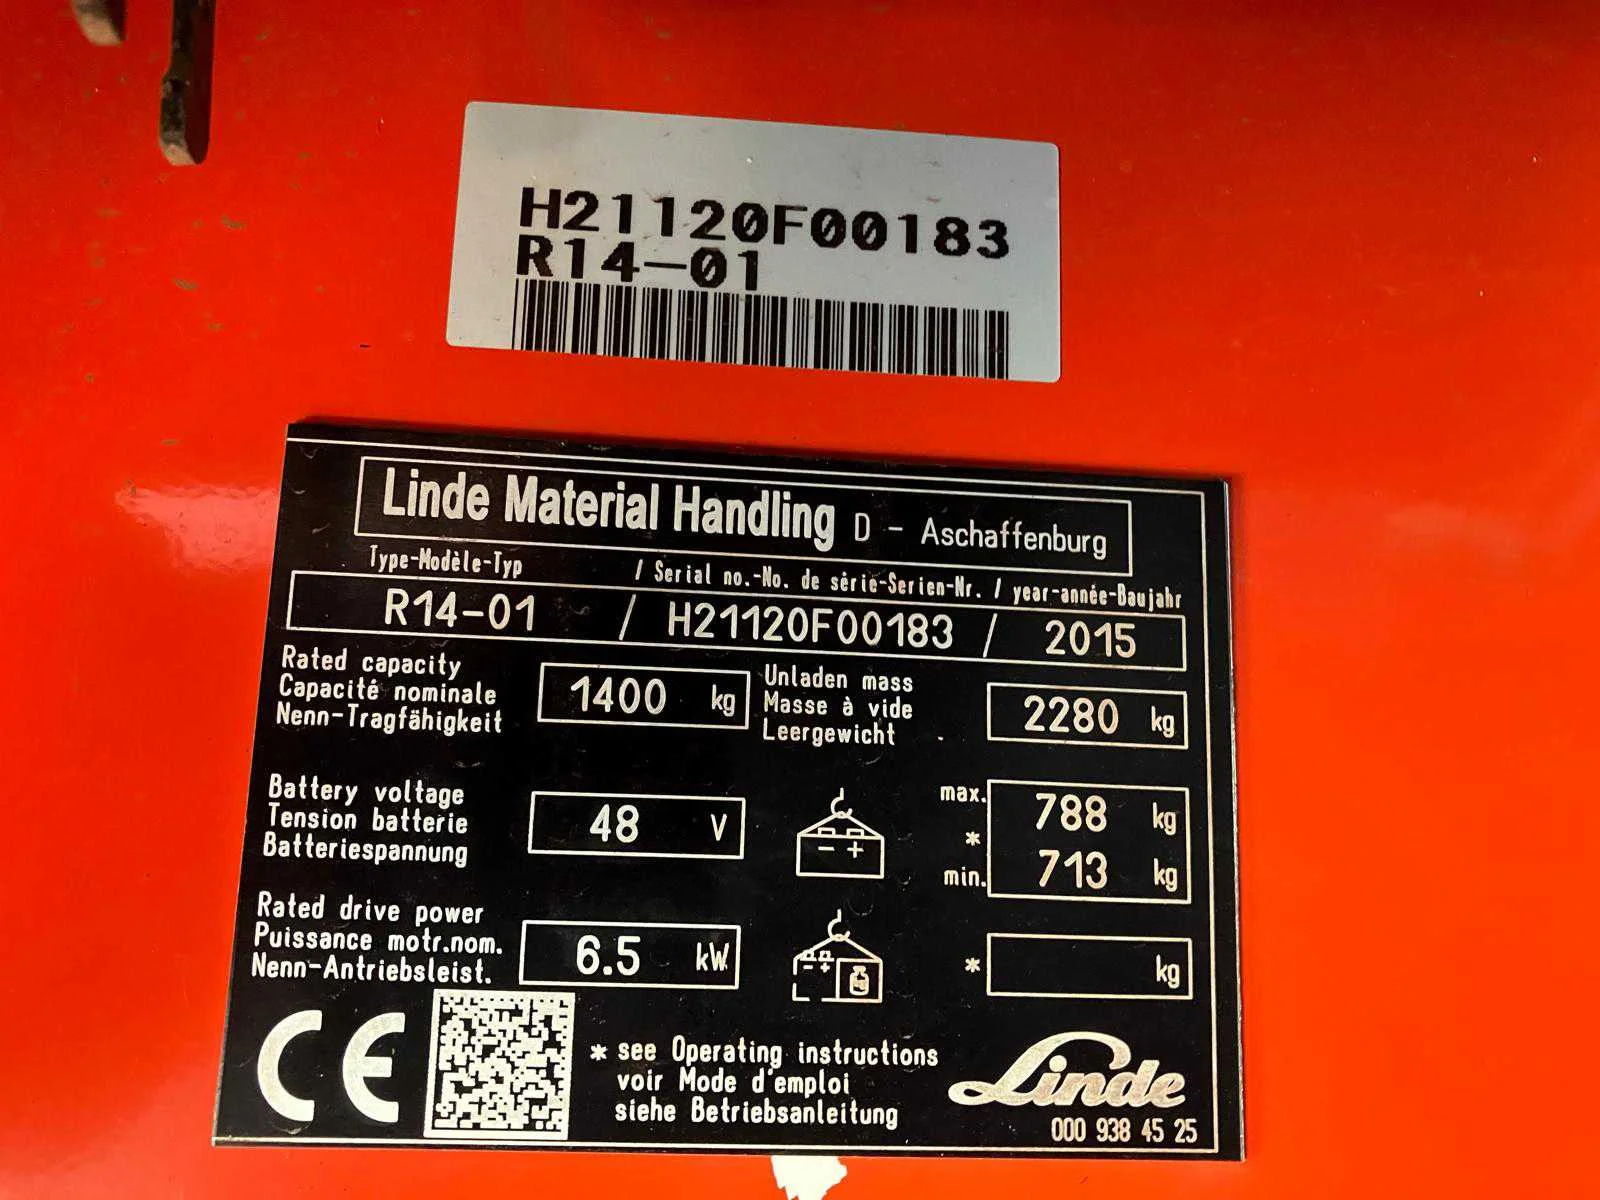 H21120F00183
R14-01
Linde Material Handling D - Aschaffenburg
Type-Modèle-Typ / Serial no.-No. de série-Serien-Nr. / year-année-Baujahr
R14-01 / H21120F00183 / 2015
Rated capacity
Capacité nominale
Nenn-Tragfähigkeit
1400 kg
Unladen mass
Masse à vide
Leergewicht
2280 kg
Battery voltage
Tension batterie
Batteriespannung
48 V
- +
max. 788 kg
*
min. 713 kg
Rated drive power
Puissance motr.nom.
Nenn-Antriebsleist.
6.5 kW
- +
* kg
CE
* see Operating instructions
voir Mode d'emploi
siehe Betriebsanleitung
Linde
000 938 45 25